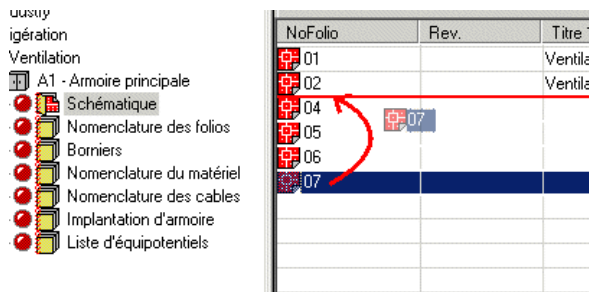 igération
Ventilation
A1 - Armoire principale
Schématique
Nomenclature des folios
Borniers
Nomenclature du matériel
Nomenclature des cables
Implantation d'armoire
Liste d'équipotentiels
NoFolio Rev. Titre
01 Ventila
02 Ventila
04
07
05
06
07